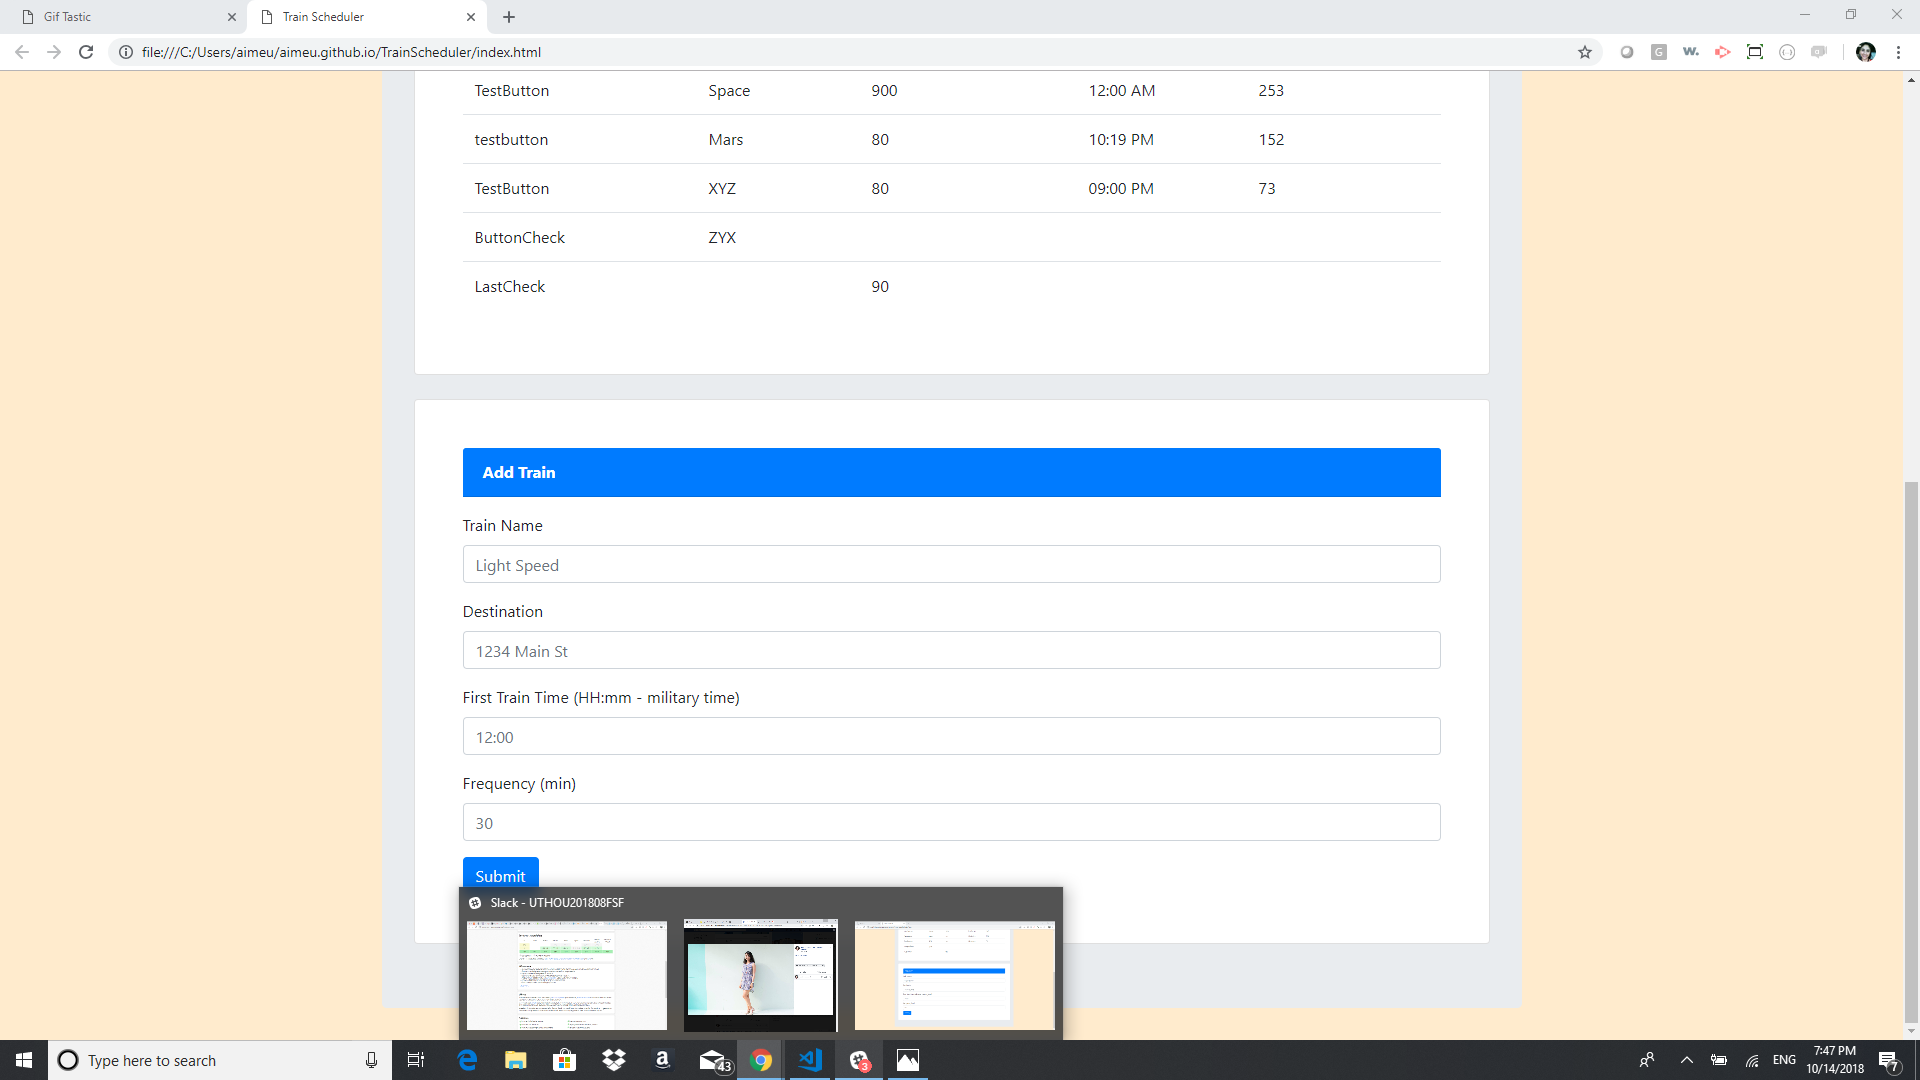 Gif Tastic
Train Scheduler
file:///C:/Users/aimeu/aimeu.github.io/TrainScheduler/index.html
TestButton Space 900 12:00 AM 253
testbutton Mars 80 10:19 PM 152
TestButton XYZ 80 09:00 PM 73
ButtonCheck ZYX
LastCheck 90
Add Train
Train Name
Light Speed
Destination
1234 Main St
First Train Time (HH:mm - military time)
12:00
Frequency (min)
30
Submit
Slack - UTHOU201808FSF
Type here to search
43
3
ENG
7:47 PM
10/14/2018
7